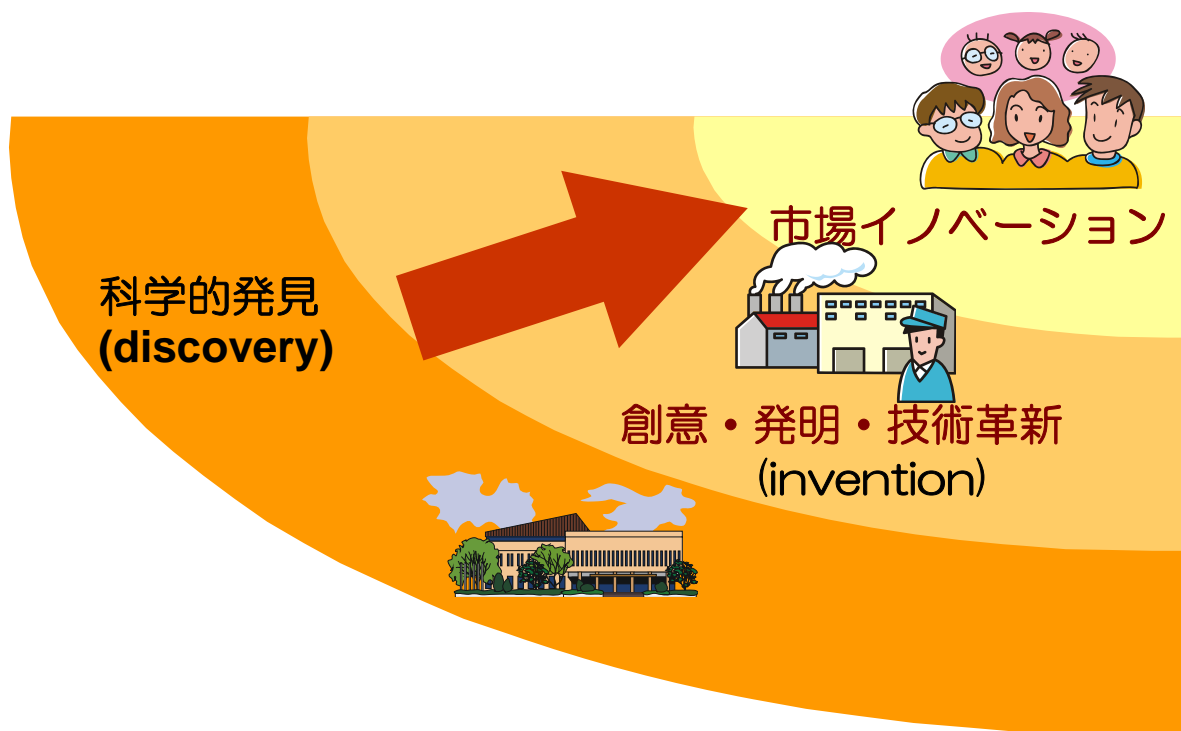 市場イノベーション
科学的発見
(discovery)
創意・発明・技術革新
(invention)